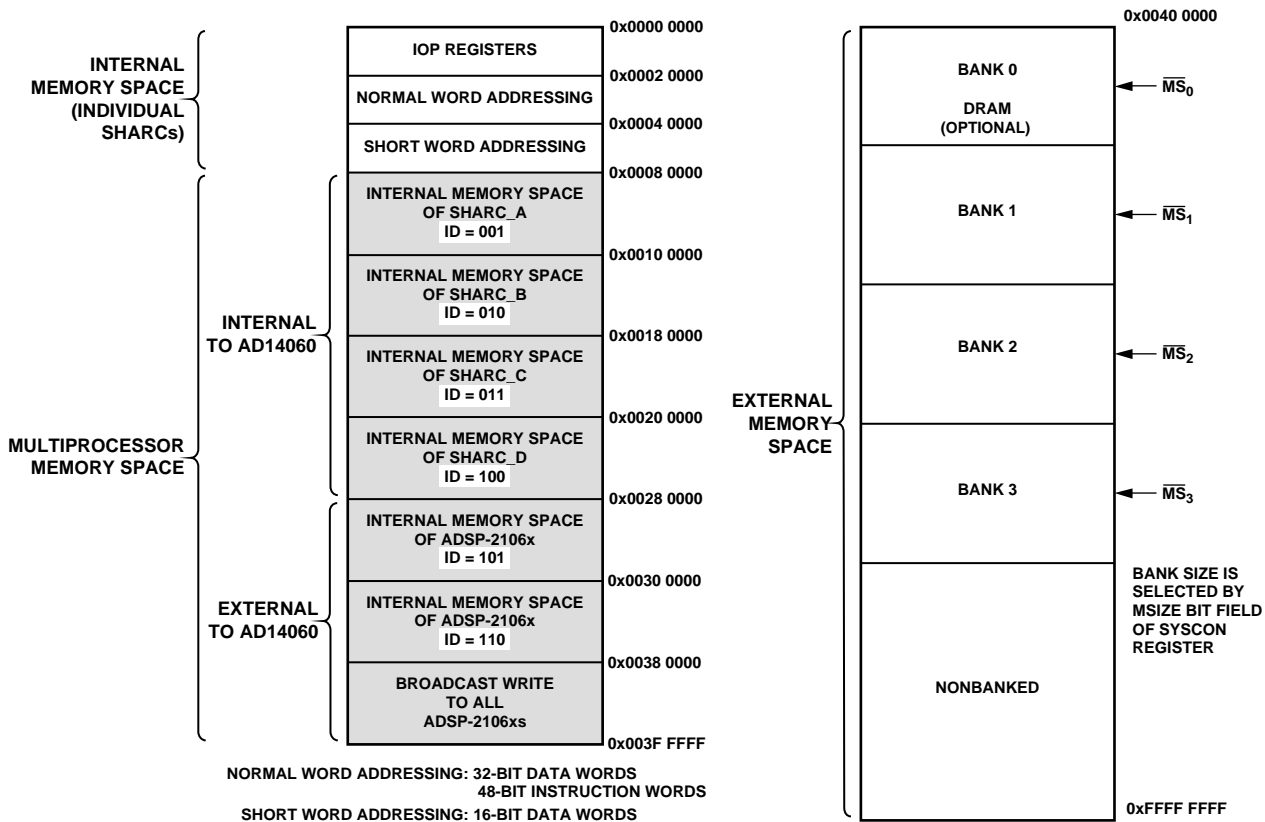 INTERNAL
MEMORY SPACE
(INDIVIDUAL
SHARCs)
0x0000 0000
IOP REGISTERS
0x0002 0000
NORMAL WORD ADDRESSING
0x0004 0000
SHORT WORD ADDRESSING
0x0008 0000
MULTIPROCESSOR
MEMORY SPACE
INTERNAL
TO AD14060
INTERNAL MEMORY SPACE
OF SHARC_A
ID = 001
0x0010 0000
INTERNAL MEMORY SPACE
OF SHARC_B
ID = 010
0x0018 0000
INTERNAL MEMORY SPACE
OF SHARC_C
ID = 011
0x0020 0000
INTERNAL MEMORY SPACE
OF SHARC_D
ID = 100
0x0028 0000
EXTERNAL
TO AD14060
INTERNAL MEMORY SPACE
OF ADSP-2106x
ID = 101
0x0030 0000
INTERNAL MEMORY SPACE
OF ADSP-2106x
ID = 110
0x0038 0000
BROADCAST WRITE
TO ALL
ADSP-2106xs
0x003F FFFF
NORMAL WORD ADDRESSING: 32-BIT DATA WORDS
48-BIT INSTRUCTION WORDS
SHORT WORD ADDRESSING: 16-BIT DATA WORDS
EXTERNAL
MEMORY
SPACE
0x0040 0000
BANK 0
DRAM
(OPTIONAL)
M̅S̅₀
BANK 1
M̅S̅₁
BANK 2
M̅S̅₂
BANK 3
M̅S̅₃
BANK SIZE IS
SELECTED BY
MSIZE BIT FIELD
OF SYSCON
REGISTER
NONBANKED
0xFFFF FFFF